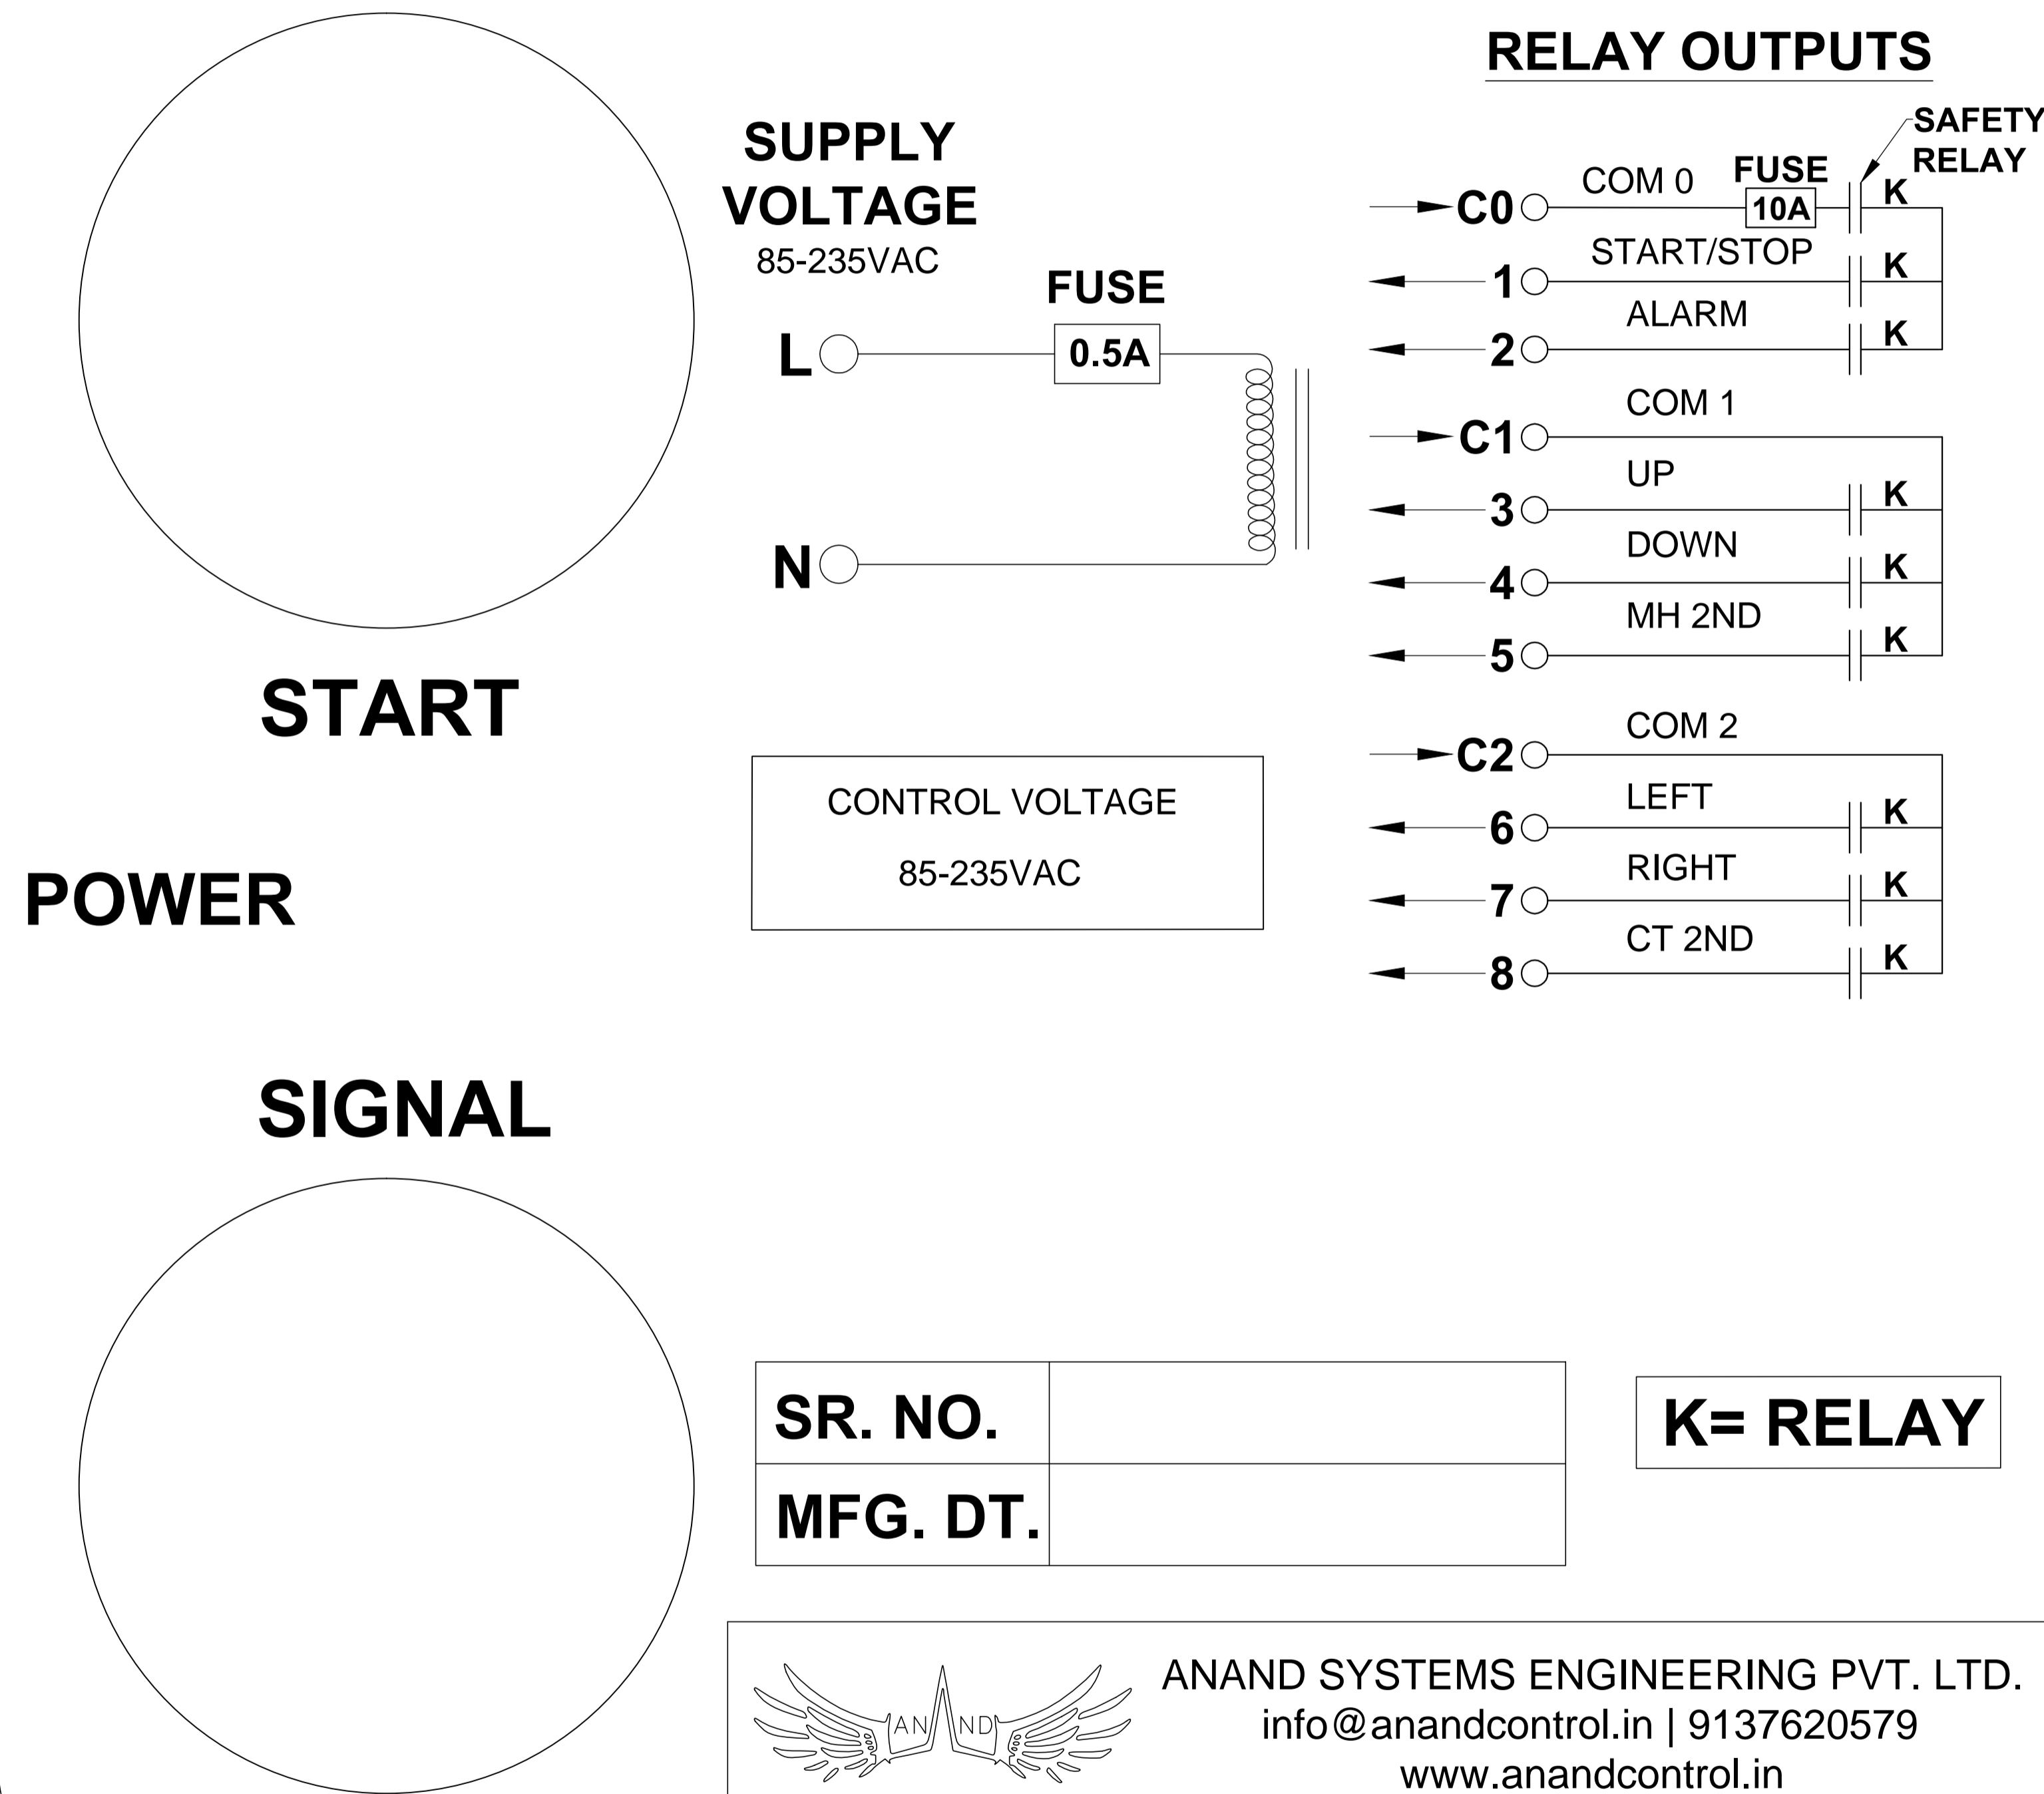 RELAY OUTPUTS
SAFETY
RELAY
SUPPLY
VOLTAGE
85-235VAC
FUSE
L
0.5A
N
COM 0
FUSE
C0
10A
K
START/STOP
1
K
ALARM
2
K
COM 1
C1
UP
3
K
DOWN
4
K
MH 2ND
5
K
COM 2
C2
LEFT
6
K
RIGHT
7
K
CT 2ND
8
K
START
CONTROL VOLTAGE
85-235VAC
POWER
SIGNAL
SR. NO.
MFG. DT.
K= RELAY
AN ND
ANAND SYSTEMS ENGINEERING PVT. LTD.
info@anandcontrol.in | 9137620579
www.anandcontrol.in